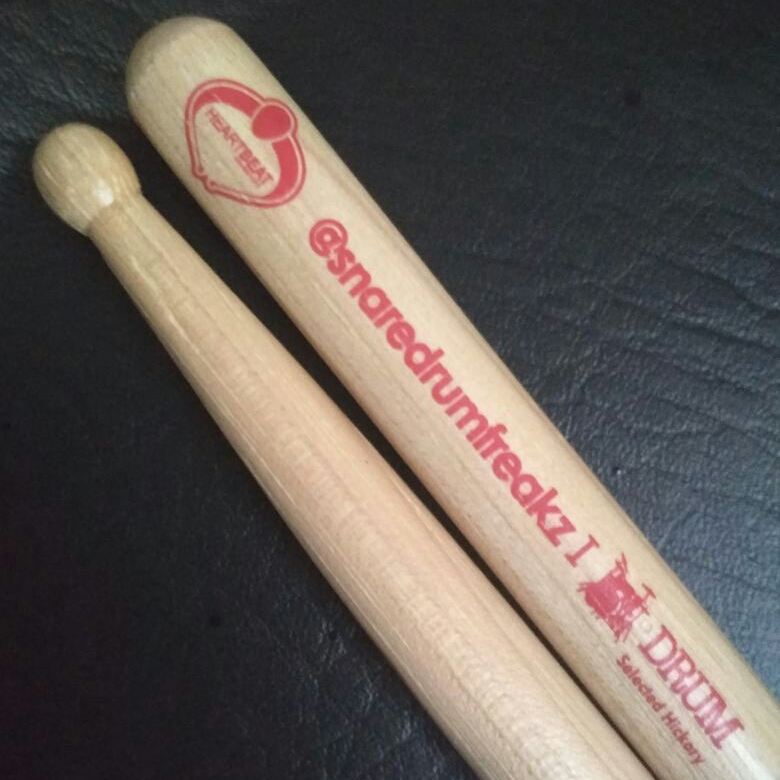 HEARTBEAT
@snaredrumfreakz I
DRUM
Selected Hickory